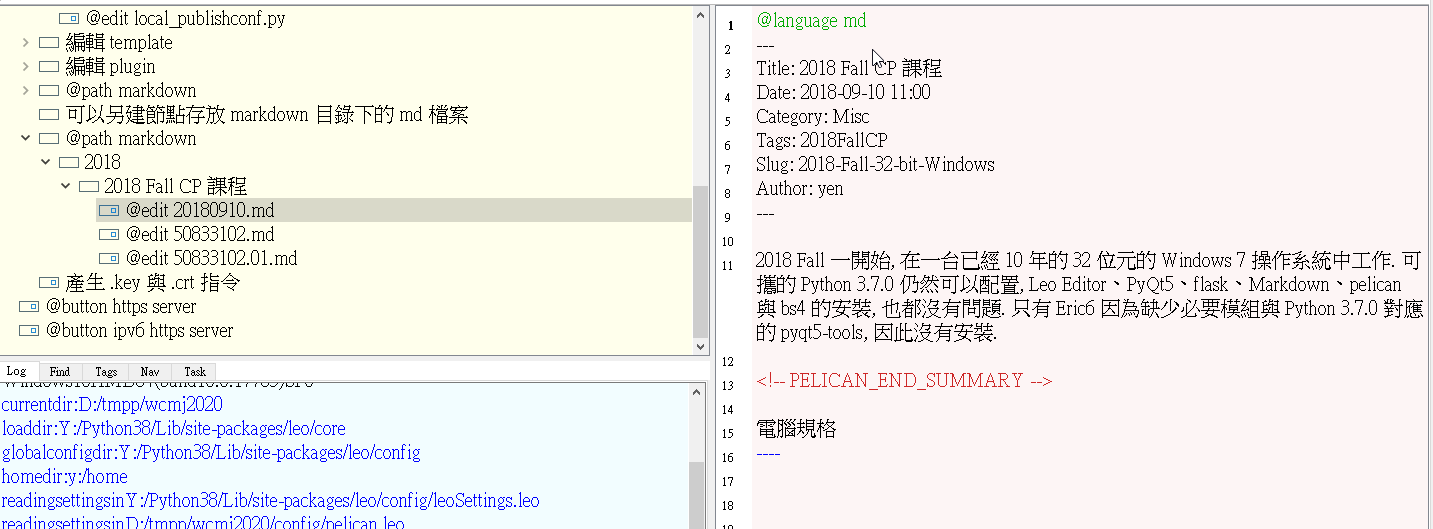 @edit local_publishconf.py
編輯 template
編輯 plugin
@path markdown
可以另建節點存放 markdown 目錄下的 md 檔案
@path markdown
2018
2018 Fall CP 課程
@edit 20180910.md
@edit 50833102.md
@edit 50833102.01.md
產生 .key 與 .crt 指令
@button https server
@button ipv6 https server
Log Find Tags Nav Task
currentdir:D:/tmpp/wcmj2020
loaddir:Y:/Python38/Lib/site-packages/leo/core
globalconfigdir:Y:/Python38/Lib/site-packages/leo/config
homedir:y:/home
readingsettingsinY:/Python38/Lib/site-packages/leo/config/leoSettings.leo
readingsettingsinD:/tmpp/wcmj2020/config/pelican.leo
1 @language md
2 ---
3 Title: 2018 Fall CP 課程
4 Date: 2018-09-10 11:00
5 Category: Misc
6 Tags: 2018FallCP
7 Slug: 2018-Fall-32-bit-Windows
8 Author: yen
9 ---
10
11 2018 Fall 一開始, 在一台已經 10 年的 32 位元的 Windows 7 操作系統中工作. 可
攜的 Python 3.7.0 仍然可以配置, Leo Editor、PyQt5、flask、Markdown、pelican
與 bs4 的安裝, 也都沒有問題. 只有 Eric6 因為缺少必要模組與 Python 3.7.0 對應
的 pyqt5-tools, 因此沒有安裝.
12
13 <!-- PELICAN_END_SUMMARY -->
14
15 電腦規格
16 ----
17
18